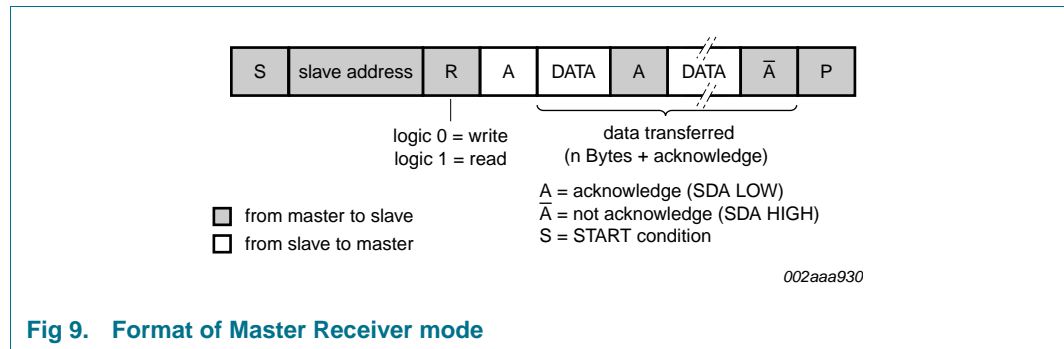 S slave address R A DATA A DATA A̅ P
logic 0 = write
logic 1 = read
data transferred
(n Bytes + acknowledge)
A = acknowledge (SDA LOW)
A̅ = not acknowledge (SDA HIGH)
S = START condition
from master to slave
from slave to master
002aaa930
Fig 9. Format of Master Receiver mode